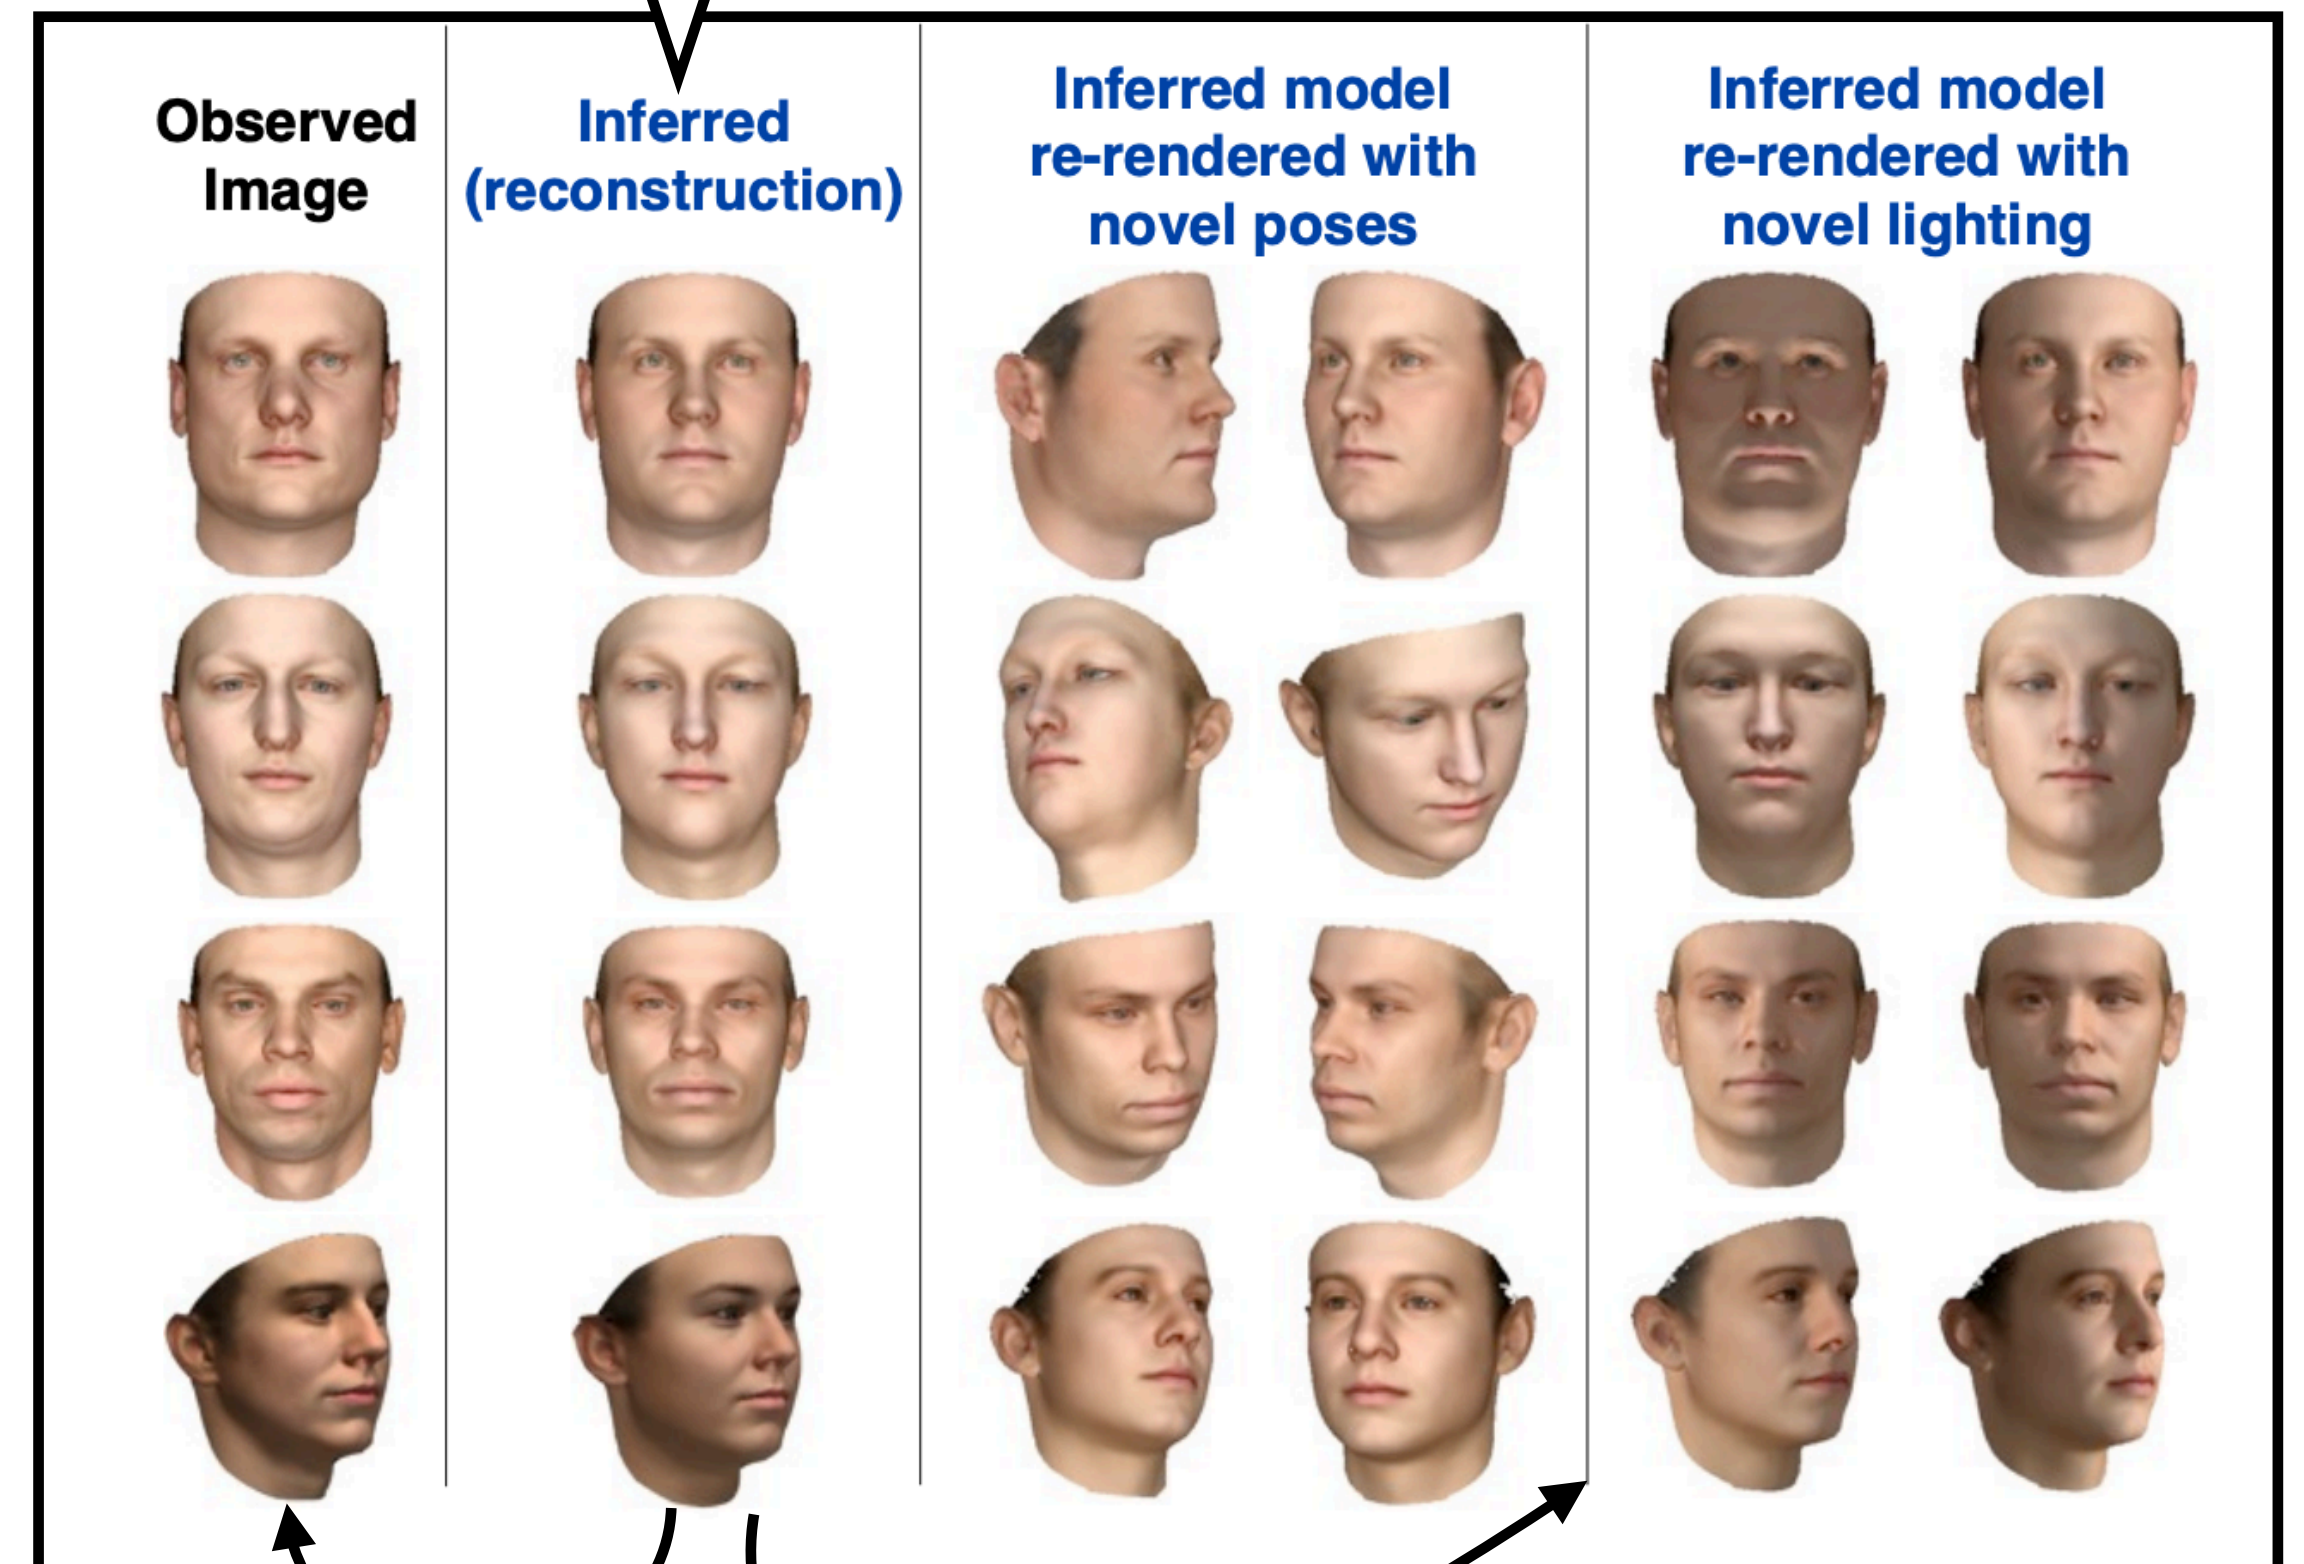 Observed
Image
Inferred
(reconstruction)
Inferred model
re-rendered with
novel poses
Inferred model
re-rendered with
novel lighting